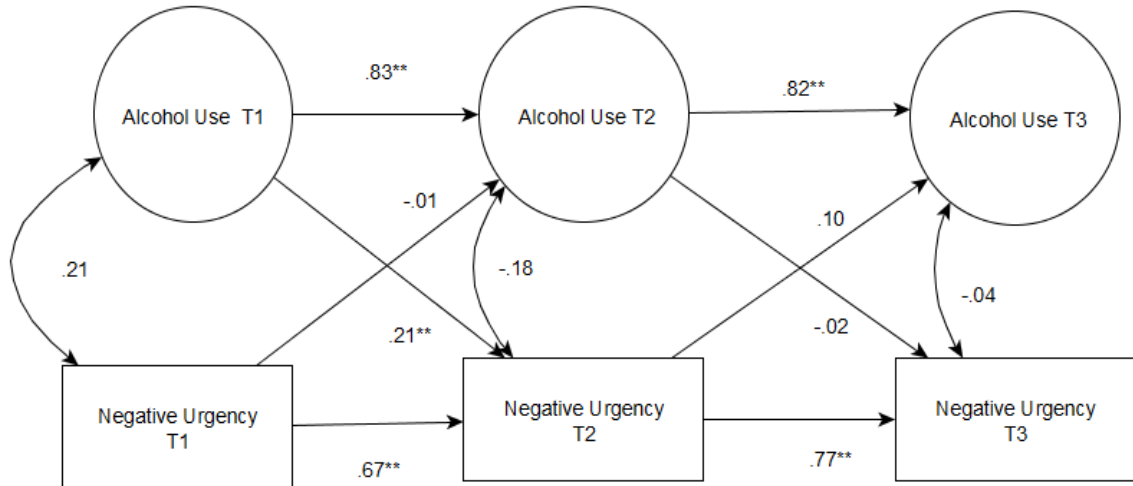 .83**
.82**
Alcohol Use T1
Alcohol Use T2
Alcohol Use T3
-.01
.10
.21
-.18
-.04
.21**
-.02
Negative Urgency
T1
Negative Urgency
T2
Negative Urgency
T3
.67**
.77**